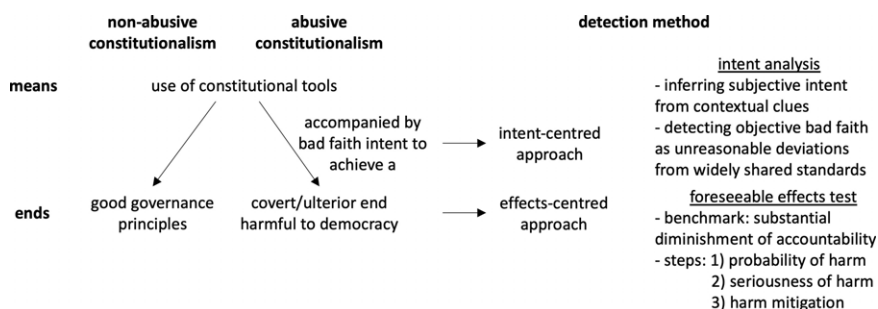 non-abusive
constitutionalism
abusive
constitutionalism
detection method
means
use of constitutional tools
accompanied by
bad faith intent to
achieve a
intent-centred
approach
intent analysis
- inferring subjective intent
from contextual clues
- detecting objective bad faith
as unreasonable deviations
from widely shared standards
ends
good governance
principles
covert/ulterior end
harmful to democracy
effects-centred
approach
foreseeable effects test
- benchmark: substantial
diminishment of accountability
- steps: 1) probability of harm
2) seriousness of harm
3) harm mitigation